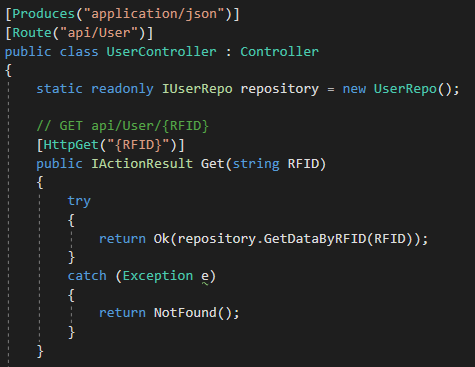 [Produces("application/json")]
[Route("api/User")]
public class UserController : Controller
{
    static readonly IUserRepo repository = new UserRepo();

    // GET api/User/{RFID}
    [HttpGet("{RFID}")]
    public IActionResult Get(string RFID)
    {
        try
        {
            return Ok(repository.GetDataByRFID(RFID));
        }
        catch (Exception e)
        {
            return NotFound();
        }
    }